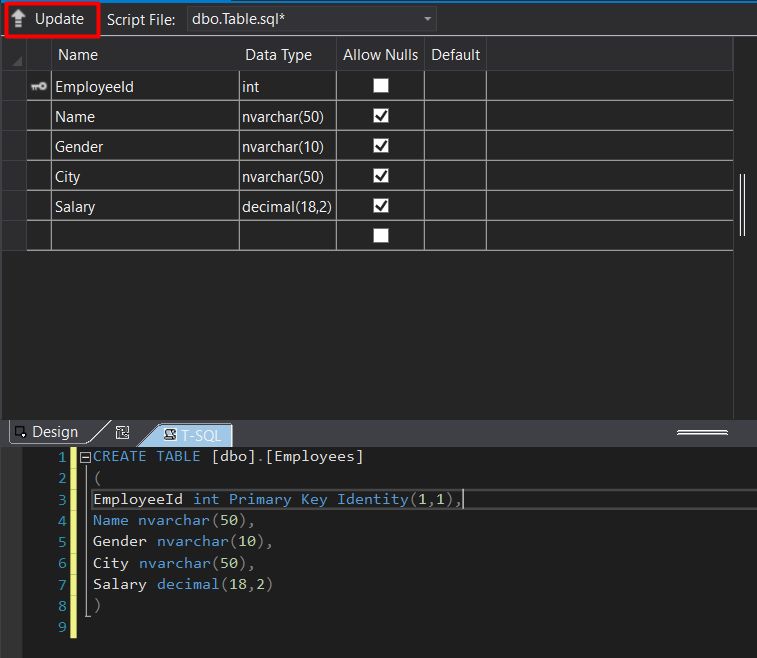 Update Script File: dbo.Table.sql*
Name Data Type Allow Nulls Default
EmployeeId int
Name nvarchar(50)
Gender nvarchar(10)
City nvarchar(50)
Salary decimal(18,2)
Design T-SQL
1 CREATE TABLE [dbo].[Employees]
2 (
3 EmployeeId int Primary Key Identity(1,1),
4 Name nvarchar(50),
5 Gender nvarchar(10),
6 City nvarchar(50),
7 Salary decimal(18,2)
8 )
9